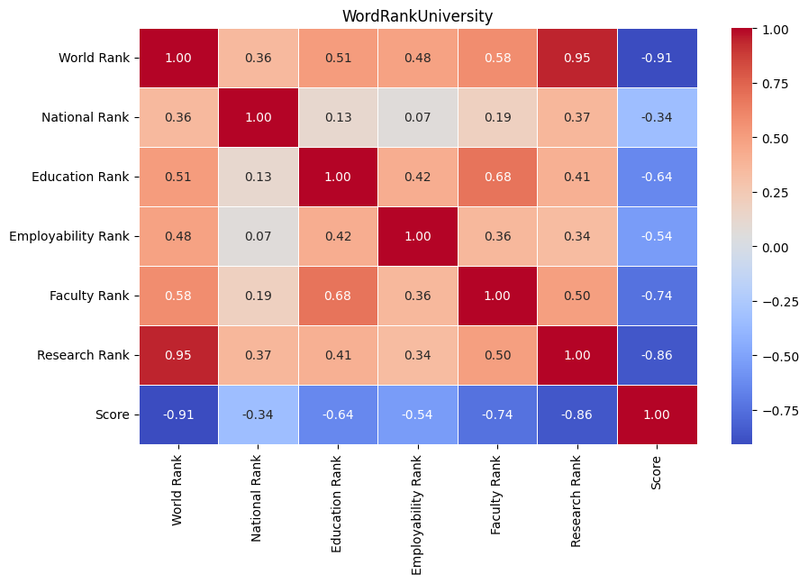 WordRankUniversity
World Rank 1.00 0.36 0.51 0.48 0.58 0.95 -0.91
National Rank 0.36 1.00 0.13 0.07 0.19 0.37 -0.34
Education Rank 0.51 0.13 1.00 0.42 0.68 0.41 -0.64
Employability Rank 0.48 0.07 0.42 1.00 0.36 0.34 -0.54
Faculty Rank 0.58 0.19 0.68 0.36 1.00 0.50 -0.74
Research Rank 0.95 0.37 0.41 0.34 0.50 1.00 -0.86
Score -0.91 -0.34 -0.64 -0.54 -0.74 -0.86 1.00
World Rank
National Rank
Education Rank
Employability Rank
Faculty Rank
Research Rank
Score
1.00
0.75
0.50
0.25
0.00
−0.25
−0.50
−0.75